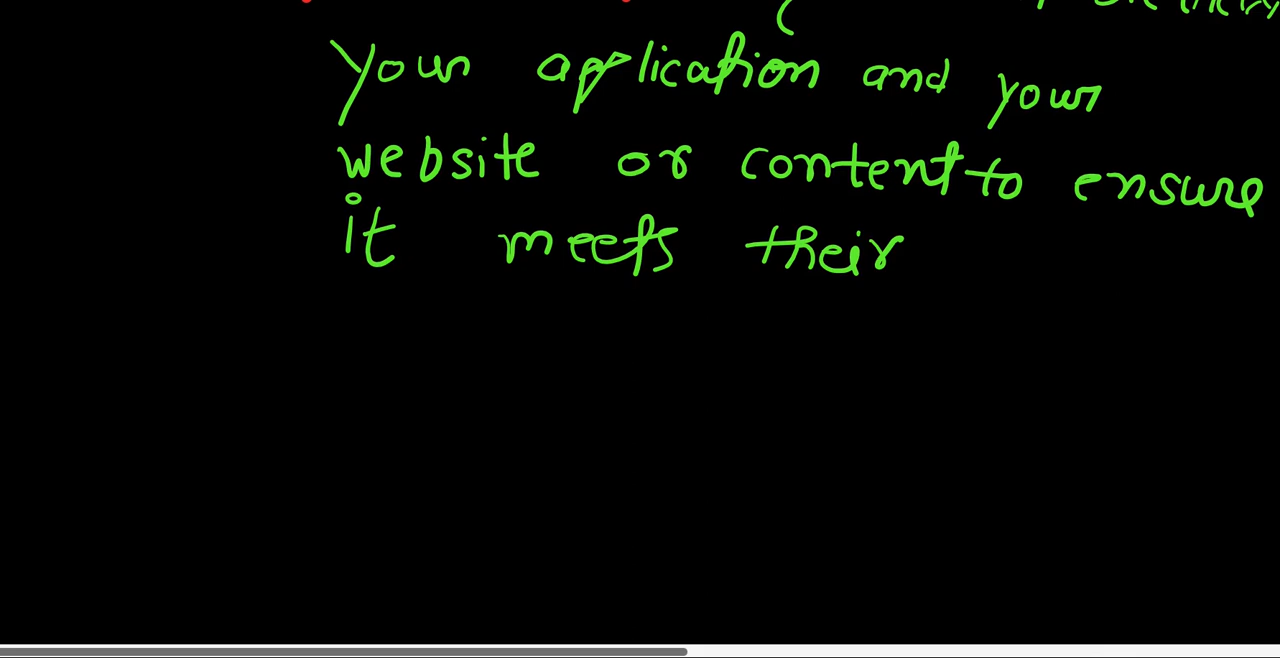 your application and your
website or content to ensure
it meets their